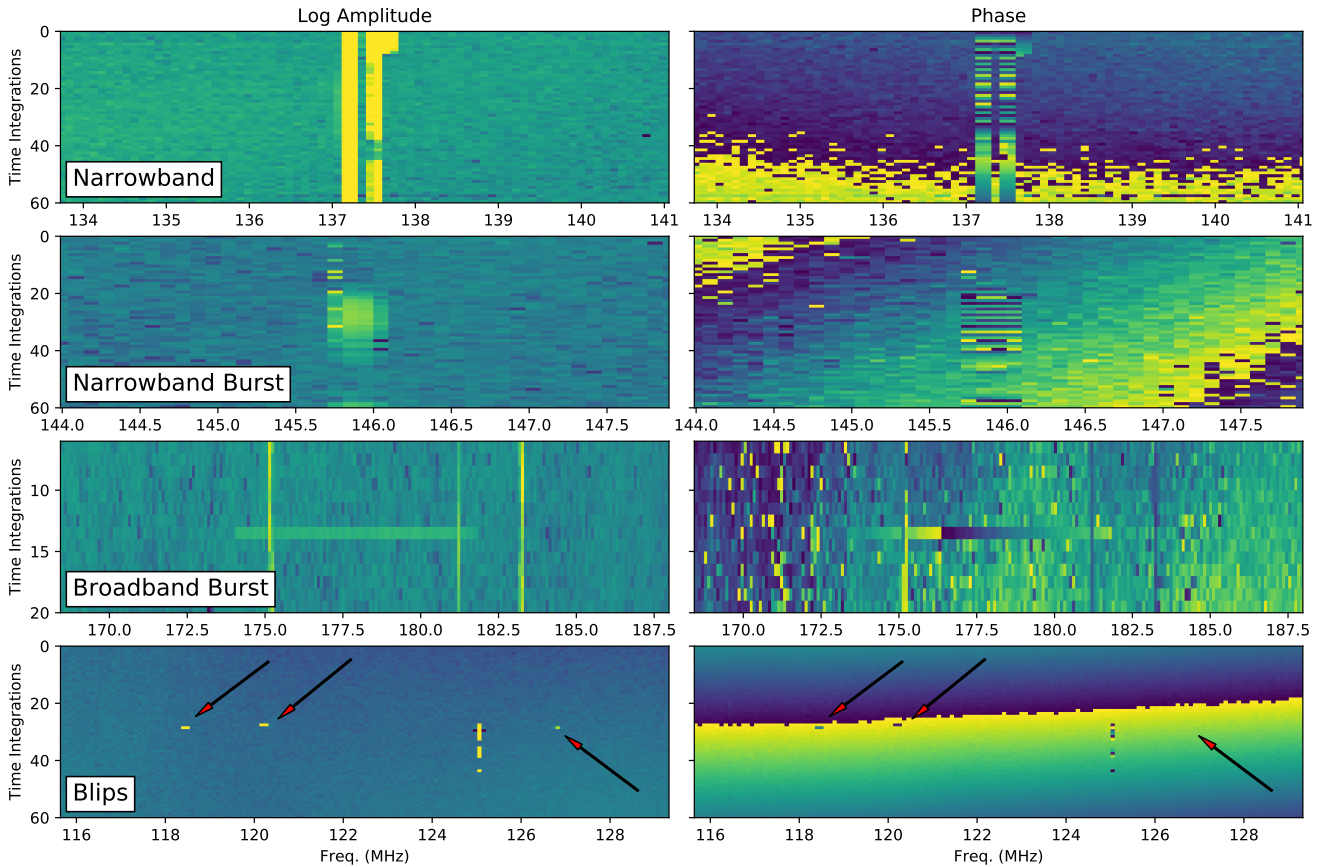 Log Amplitude
Phase
0
20
40
60
Time Integrations
Narrowband
134 135 136 137 138 139 140 141
134 135 136 137 138 139 140 141
0
20
40
60
Time Integrations
Narrowband Burst
144.0 144.5 145.0 145.5 146.0 146.5 147.0 147.5
144.0 144.5 145.0 145.5 146.0 146.5 147.0 147.5
10
15
20
Time Integrations
Broadband Burst
170.0 172.5 175.0 177.5 180.0 182.5 185.0 187.5
170.0 172.5 175.0 177.5 180.0 182.5 185.0 187.5
0
20
40
60
Time Integrations
Blips
116 118 120 122 124 126 128
116 118 120 122 124 126 128
Freq. (MHz)
Freq. (MHz)